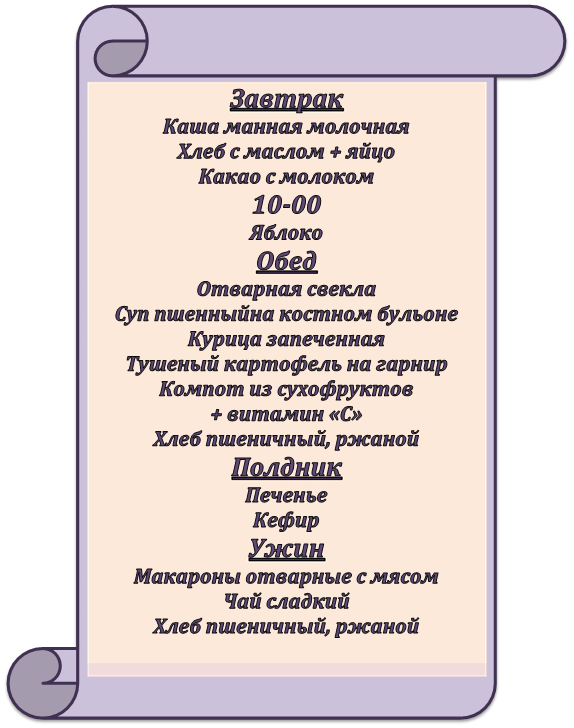 Завтрак
Каша манная молочная
Хлеб с маслом + яйцо
Какао с молоком
10-00
Яблоко
Обед
Отварная свекла
Суп пшенныйна костном бульоне
Курица запеченная
Тушеный картофель на гарнир
Компот из сухофруктов
+ витамин «С»
Хлеб пшеничный, ржаной
Полдник
Печенье
Кефир
Ужин
Макароны отварные с мясом
Чай сладкий
Хлеб пшеничный, ржаной